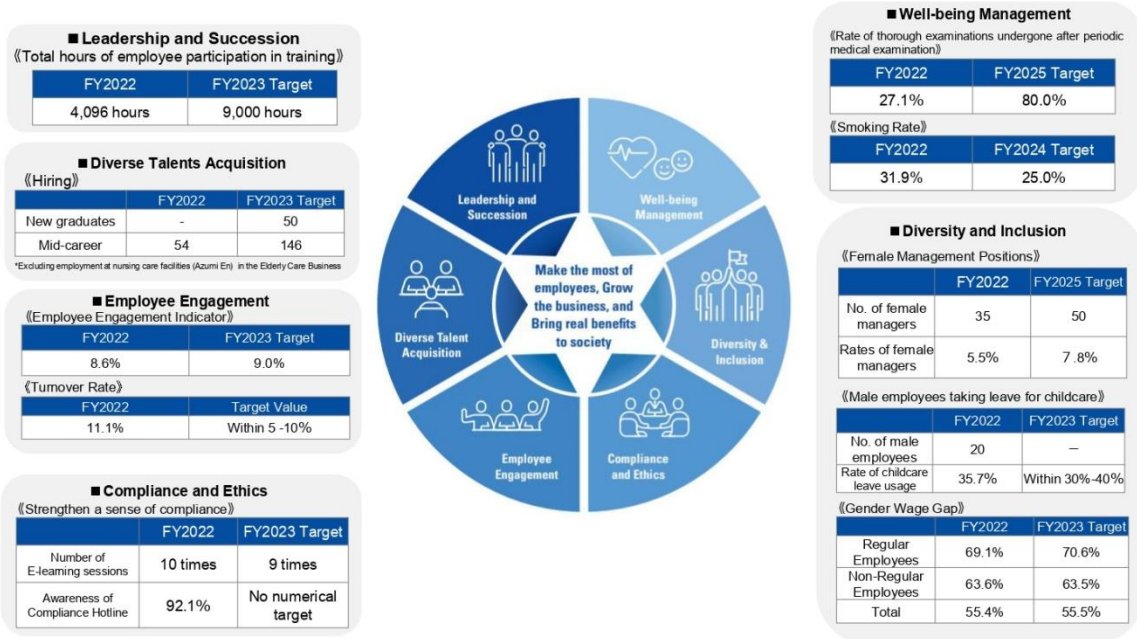 ■ Leadership and Succession
《Total hours of employee participation in training》
FY2022 FY2023 Target
4,096 hours 9,000 hours
■ Diverse Talents Acquisition
《Hiring》
FY2022 FY2023 Target
New graduates - 50
Mid-career 54 146
*Excluding employment at nursing care facilities (Azumi En) in the Elderly Care Business
■ Employee Engagement
《Employee Engagement Indicator》
FY2022 FY2023 Target
8.6% 9.0%
《Turnover Rate》
FY2022 Target Value
11.1% Within 5 -10%
■ Compliance and Ethics
《Strengthen a sense of compliance》
FY2022 FY2023 Target
Number of
E-learning sessions
10 times 9 times
Awareness of
Compliance Hotline
92.1%
No numerical
target
Leadership and
Succession
Well-being
Management
Diverse Talent
Acquisition
Make the most of
employees, Grow
the business, and
Bring real benefits
to society
Diversity &
Inclusion
Employee
Engagement
Compliance
and Ethics
■ Well-being Management
《Rate of thorough examinations undergone after periodic
medical examination》
FY2022 FY2025 Target
27.1% 80.0%
《Smoking Rate》
FY2022 FY2024 Target
31.9% 25.0%
■ Diversity and Inclusion
《Female Management Positions》
FY2022 FY2025 Target
No. of female
managers
35 50
Rates of female
managers
5.5% 7.8%
《Male employees taking leave for childcare》
FY2022 FY2023 Target
No. of male
employees
20 －
Rate of childcare
leave usage
35.7% Within 30%-40%
《Gender Wage Gap》
FY2022 FY2023 Target
Regular
Employees
69.1% 70.6%
Non-Regular
Employees
63.6% 63.5%
Total 55.4% 55.5%